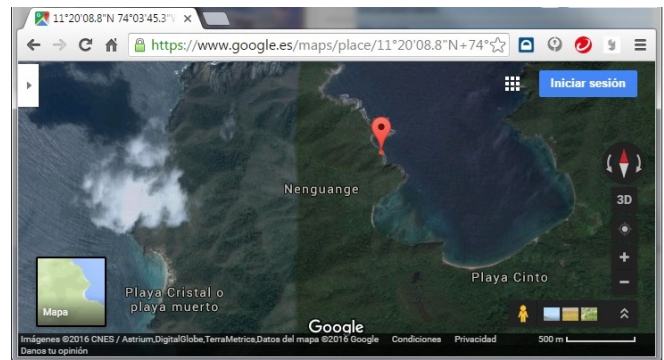 11°20'08.8"N 74°03'45.3"
https://www.google.es/maps/place/11°20'08.8"N+74°
Iniciar sesión
Nenguange
3D
Playa Cinto
Playa Cristal o
playa muerto
Mapa
Google
Imágenes ©2016 CNES / Astrium,DigitalGlobe,TerraMetrics,Datos del mapa ©2016 Google Condiciones Privacidad 500 m
Danos tu opinión